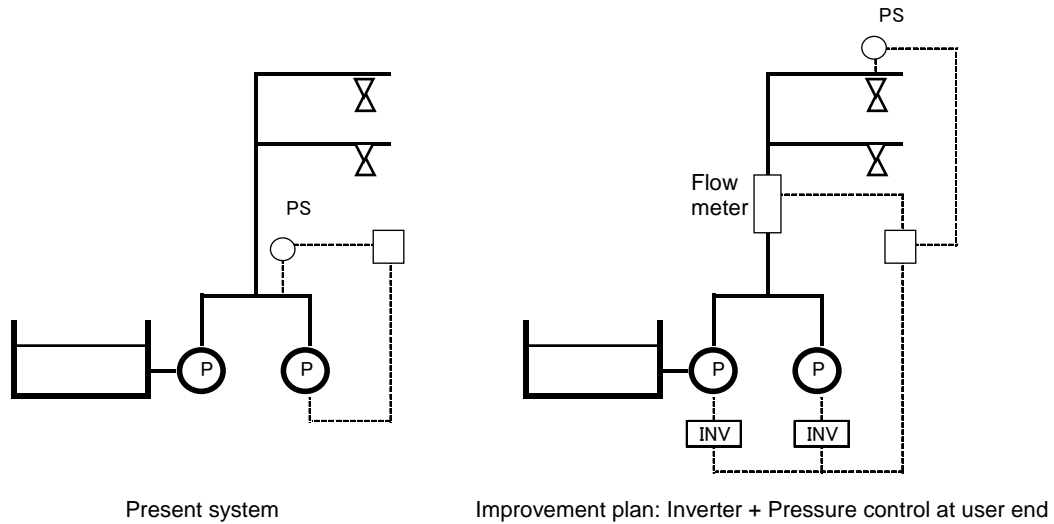 PS
P
P
Present system
PS
Flow
meter
P
P
INV
INV
Improvement plan: Inverter + Pressure control at user end